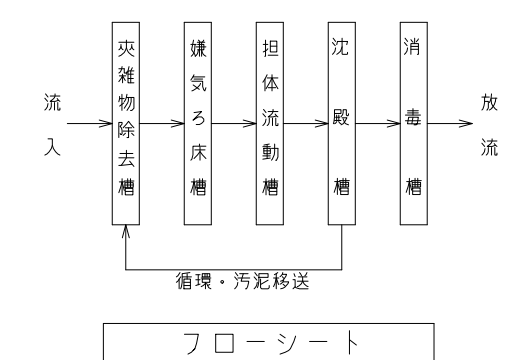 流入
夾雑物除去槽
嫌気ろ床槽
担体流動槽
沈殿槽
消毒槽
放流
循環・汚泥移送
フローシート